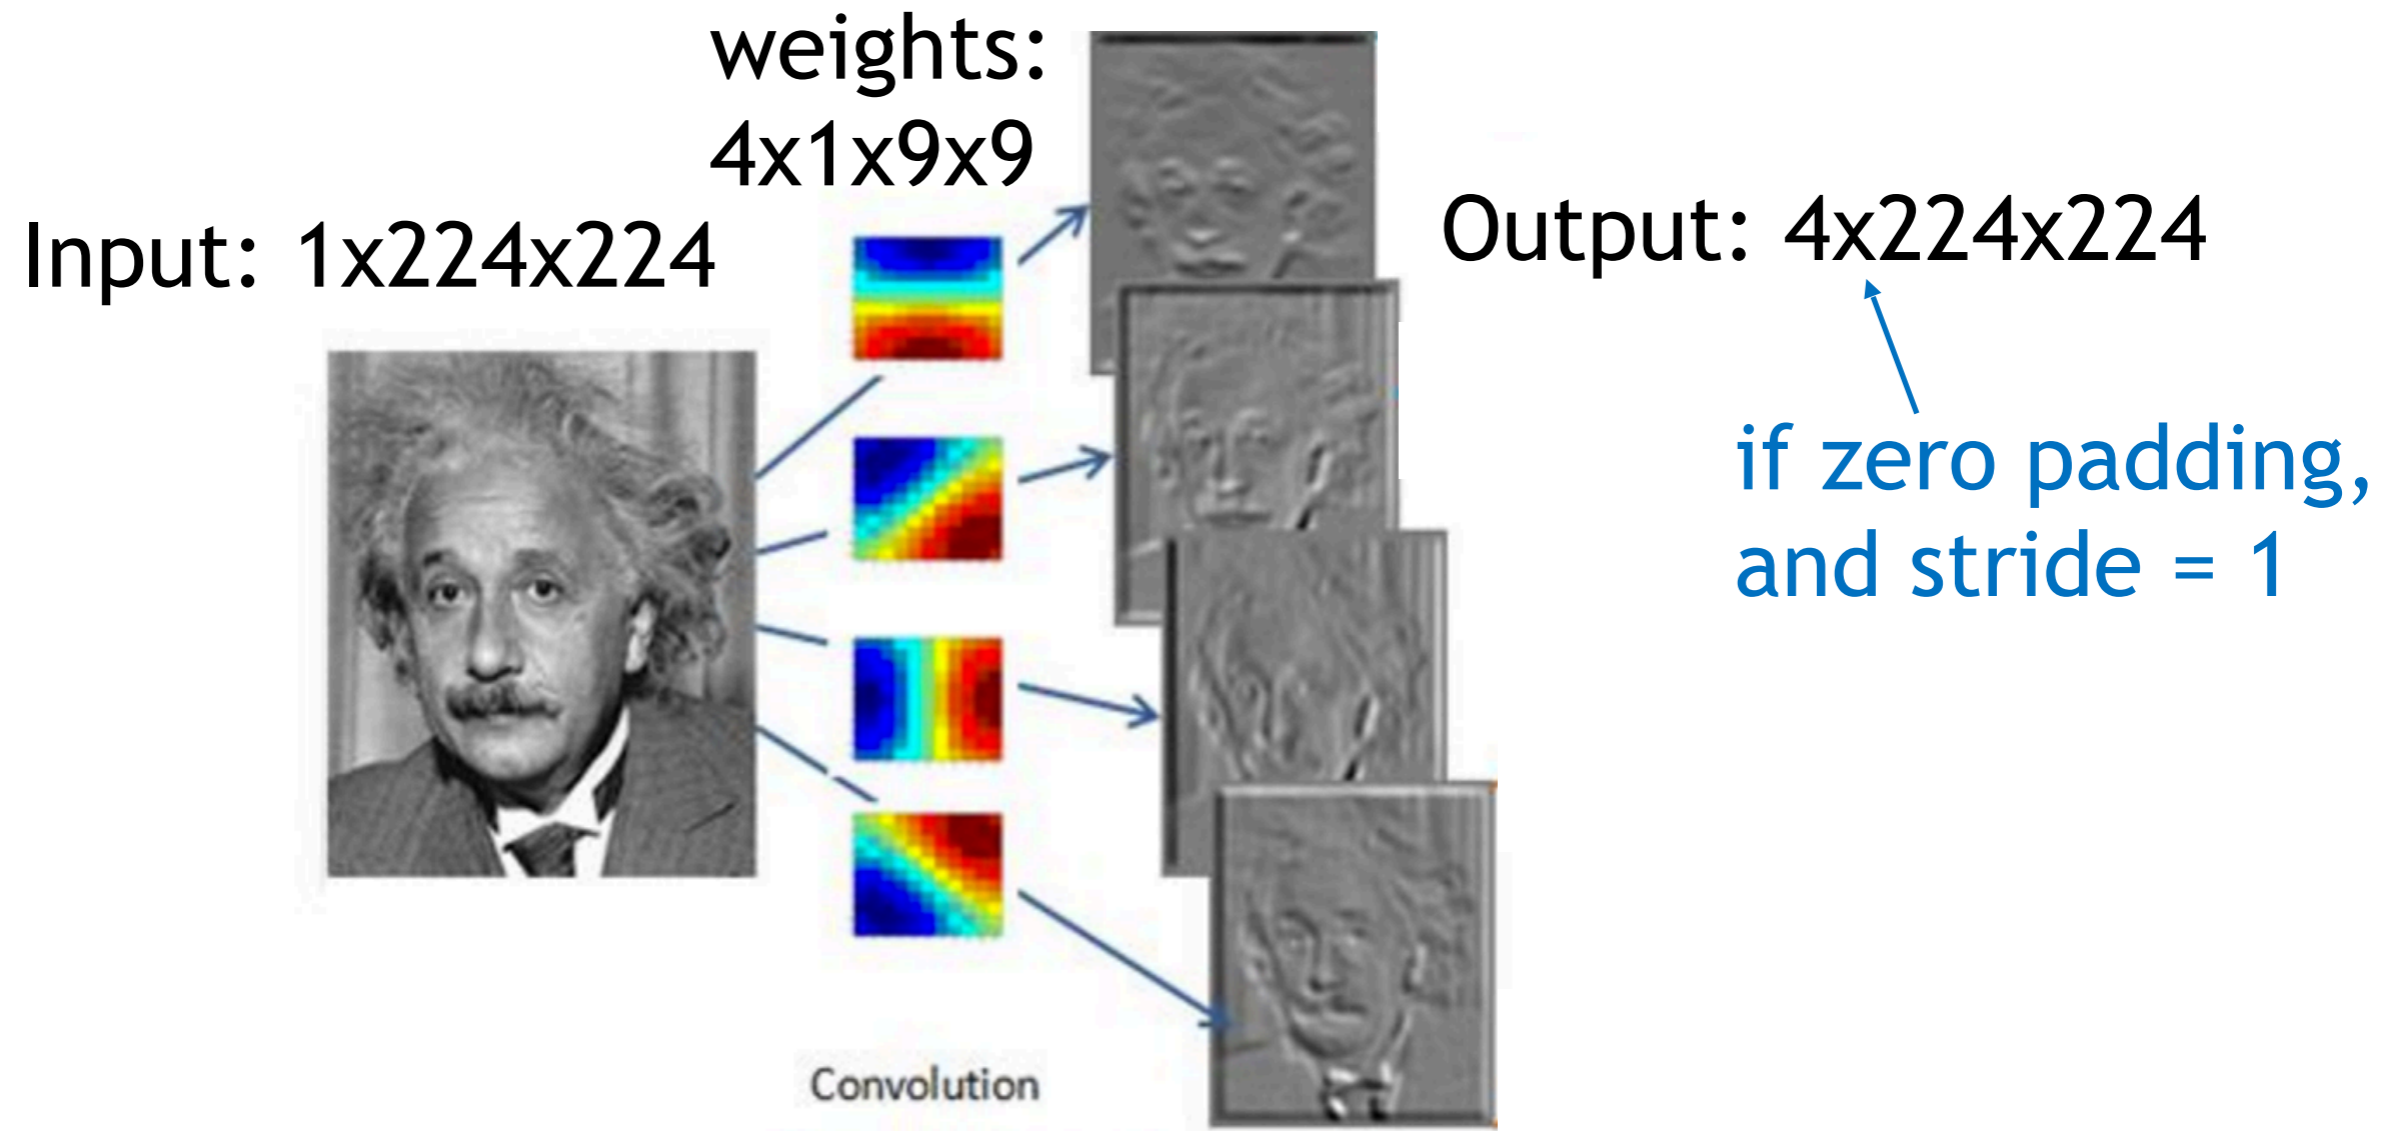 weights:
4x1x9x9
Input: 1x224x224
Output: 4x224x224
if zero padding,
and stride = 1
Convolution